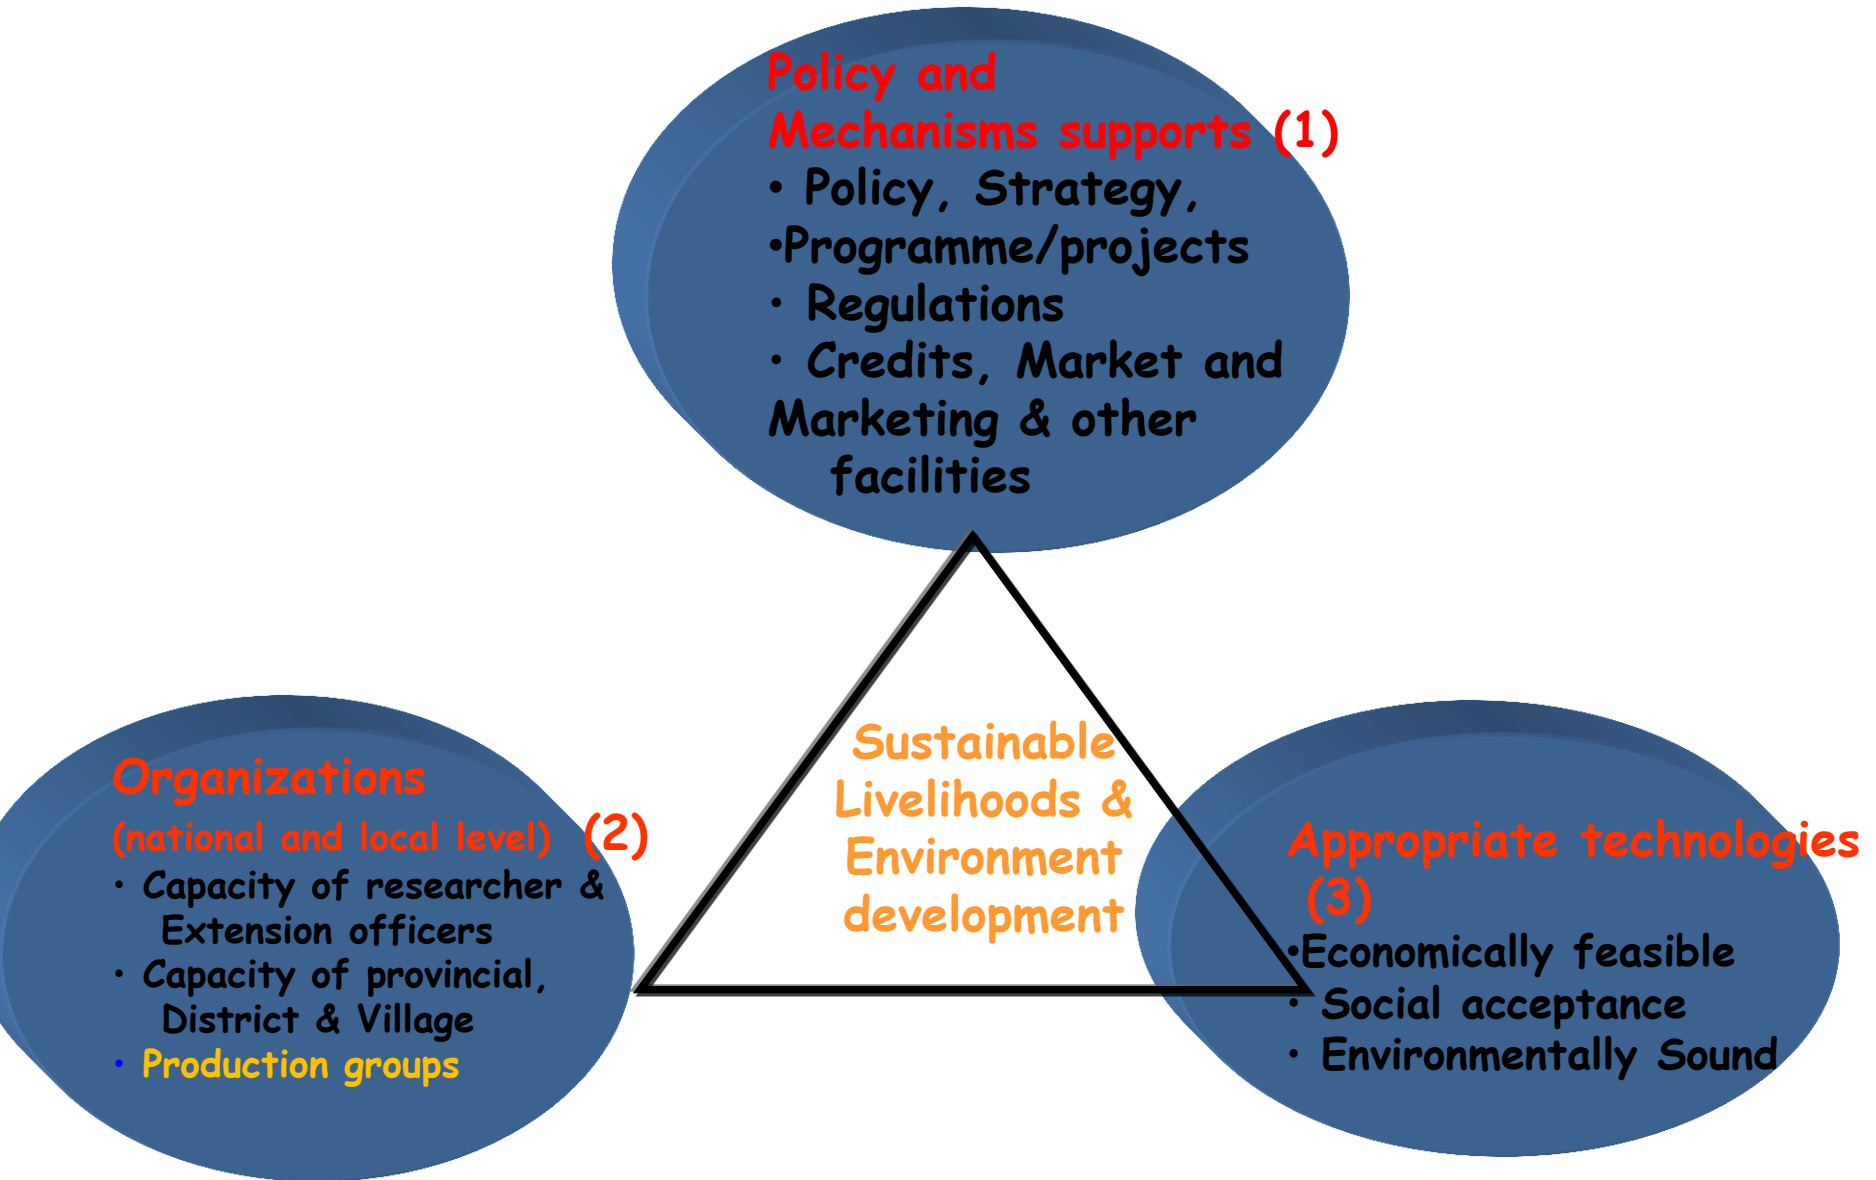 Policy and
Mechanisms supports (1)
• Policy, Strategy,
•Programme/projects
• Regulations
• Credits, Market and
Marketing & other
facilities
Sustainable
Livelihoods &
Environment
development
Organizations
(national and local level) (2)
• Capacity of researcher &
Extension officers
• Capacity of provincial,
District & Village
• Production groups
Appropriate technologies
(3)
•Economically feasible
• Social acceptance
• Environmentally Sound